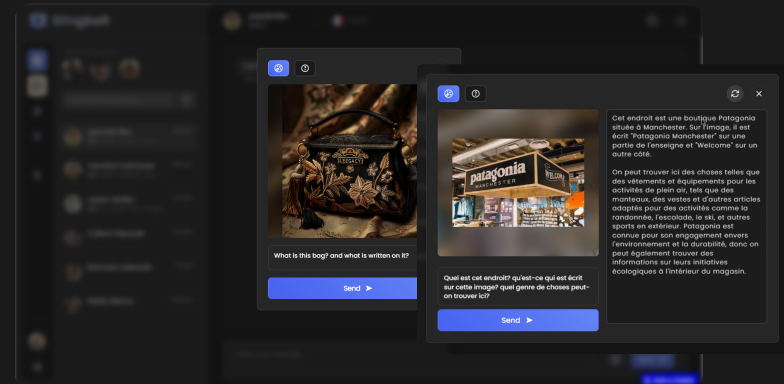 SLEEGACY
What is this bag? and what is written on it?
Send
patagonia
MANCHESTER
WELCOME
Quel est cet endroit? qu'est-ce qui est écrit
sur cette image? quel genre de choses peut-
on trouver ici?
Send
Cet endroit est une boutique Patagonia
située à Manchester. Sur l'image, il est
écrit "Patagonia Manchester" sur une
partie de l'enseigne et "Welcome" sur un
autre côté.
On peut trouver ici des choses telles que
des vêtements et équipements pour les
activités de plein air, tels que des
manteaux, des vestes et d'autres articles
adaptés pour des activités comme la
randonnée, l'escalade, le ski, et autres
sports en extérieur. Patagonia est
connue pour son engagement envers
l'environnement et la durabilité, donc on
peut également trouver des
informations sur leurs initiatives
écologiques à l'intérieur du magasin.